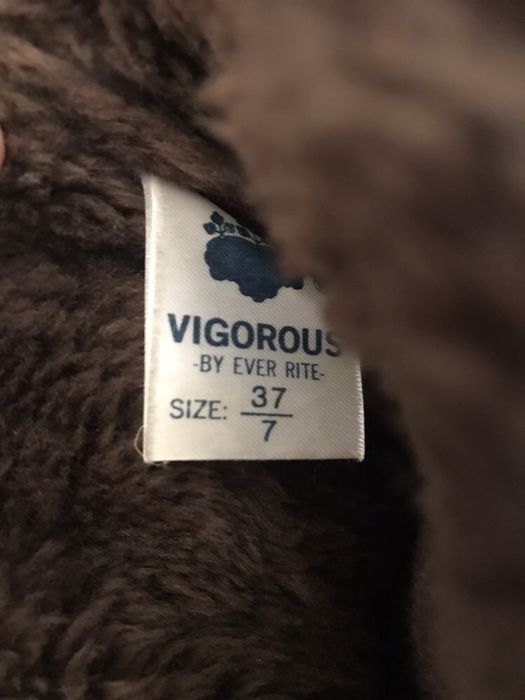 VIGOROUS
-BY EVER RITE-
SIZE: 37
7